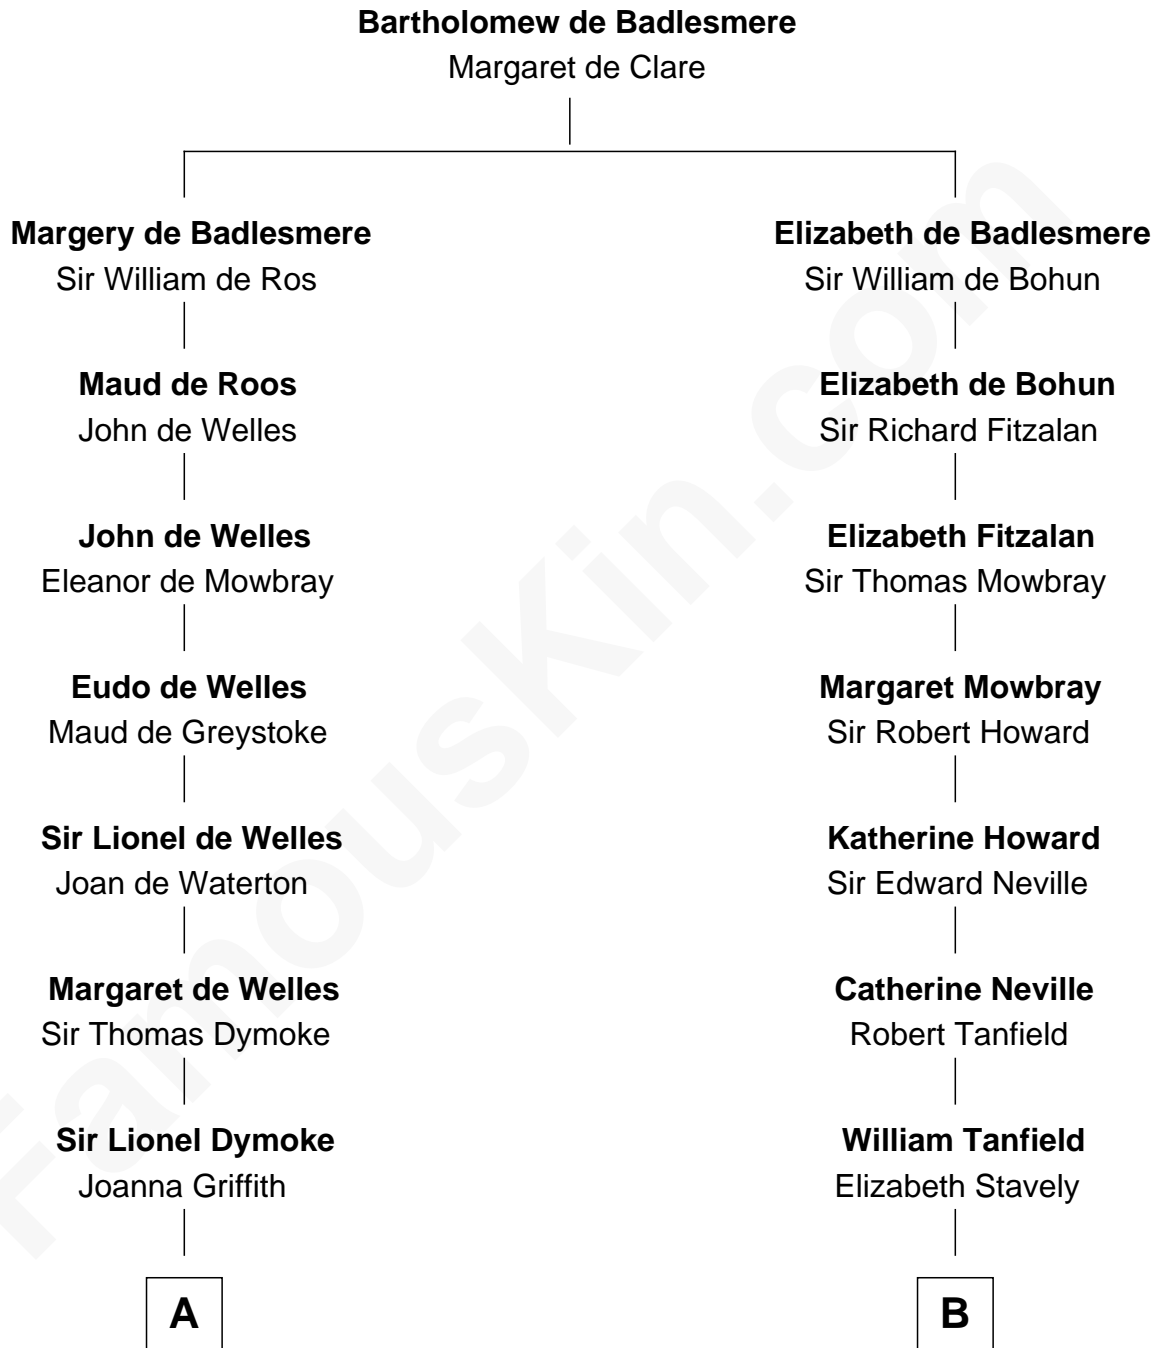 Bartholomew de Badlesmere
Margaret de Clare
Margery de Badlesmere
Sir William de Ros
Elizabeth de Badlesmere
Sir William de Bohun
Maud de Roos
John de Welles
Elizabeth de Bohun
Sir Richard Fitzalan
John de Welles
Eleanor de Mowbray
Elizabeth Fitzalan
Sir Thomas Mowbray
Eudo de Welles
Maud de Greystoke
Margaret Mowbray
Sir Robert Howard
Sir Lionel de Welles
Joan de Waterton
Katherine Howard
Sir Edward Neville
Margaret de Welles
Sir Thomas Dymoke
Catherine Neville
Robert Tanfield
Sir Lionel Dymoke
Joanna Griffith
William Tanfield
Elizabeth Stavely
A
B
FamousKin.com